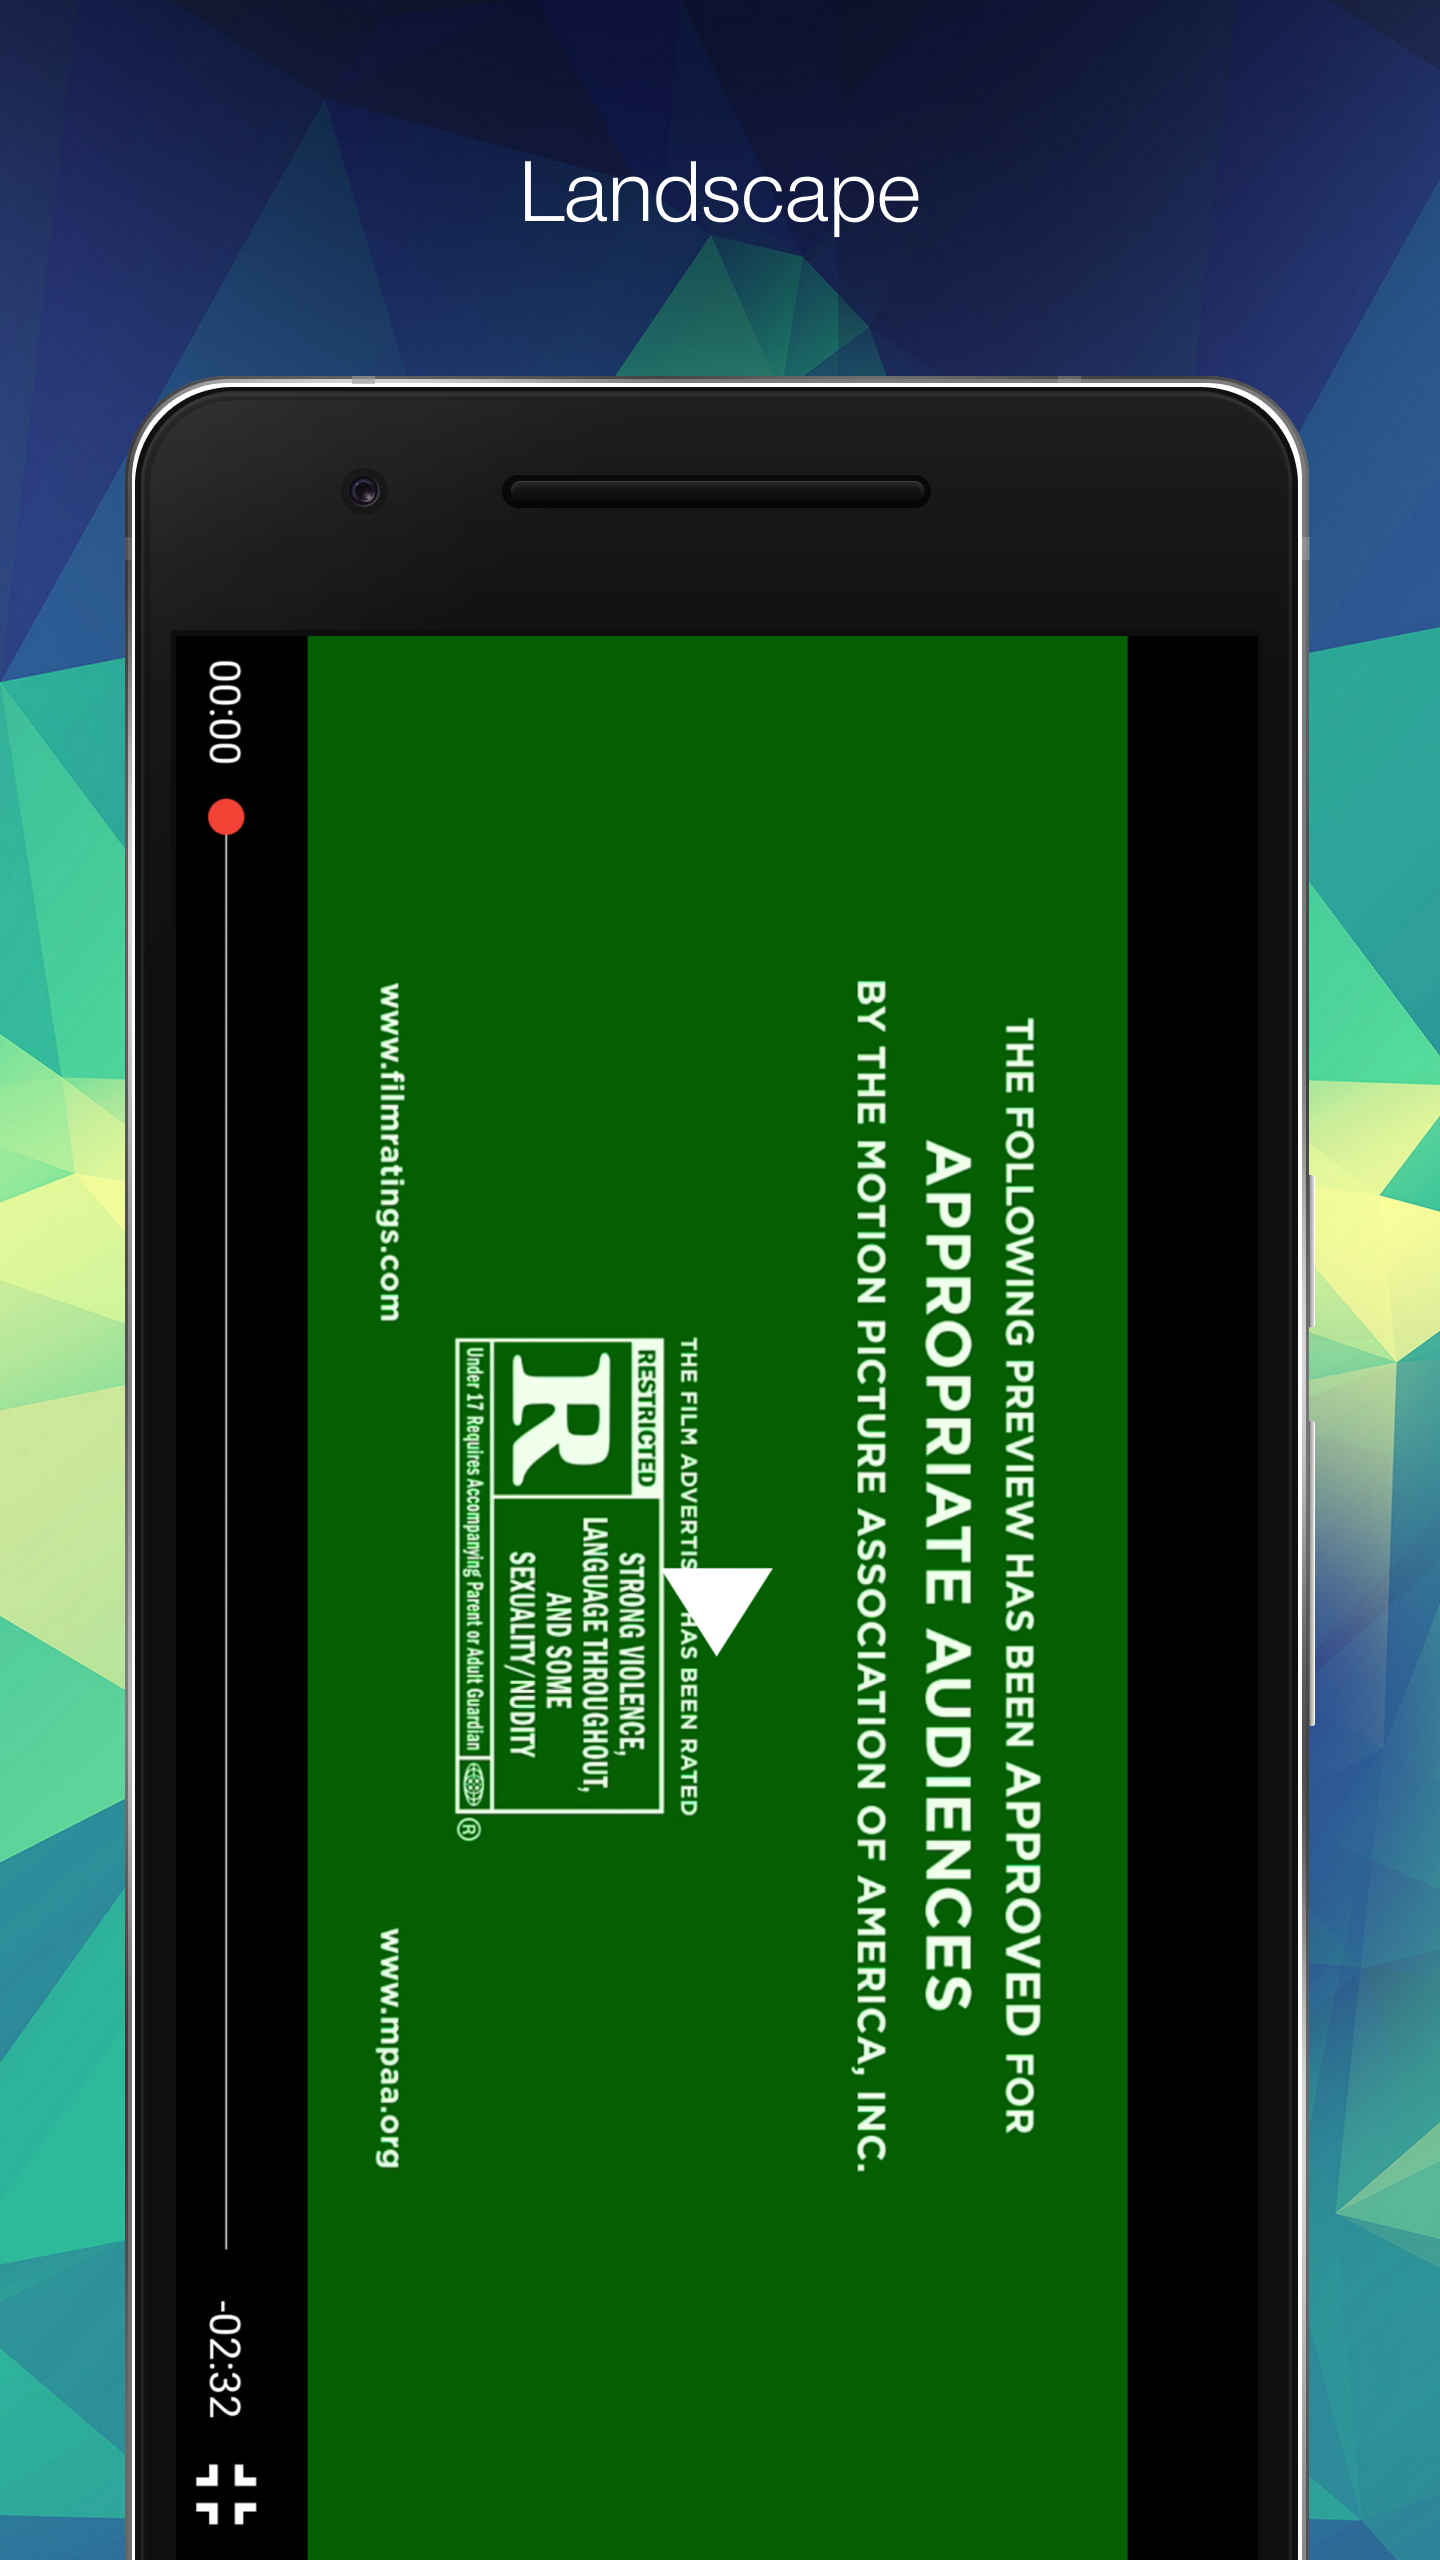 Landscape
THE FOLLOWING PREVIEW HAS BEEN APPROVED FOR
APPROPRIATE AUDIENCES
BY THE MOTION PICTURE ASSOCIATION OF AMERICA, INC.
THE FILM ADVERTIS HAS BEEN RATED
RESTRICTED
R
STRONG VIOLENCE,
LANGUAGE THROUGHOUT,
AND SOME
SEXUALITY/NUDITY
Under 17 Requires Accompanying Parent or Adult Guardian
®
www.filmratings.com
www.mpaa.org
00:00
-02:32